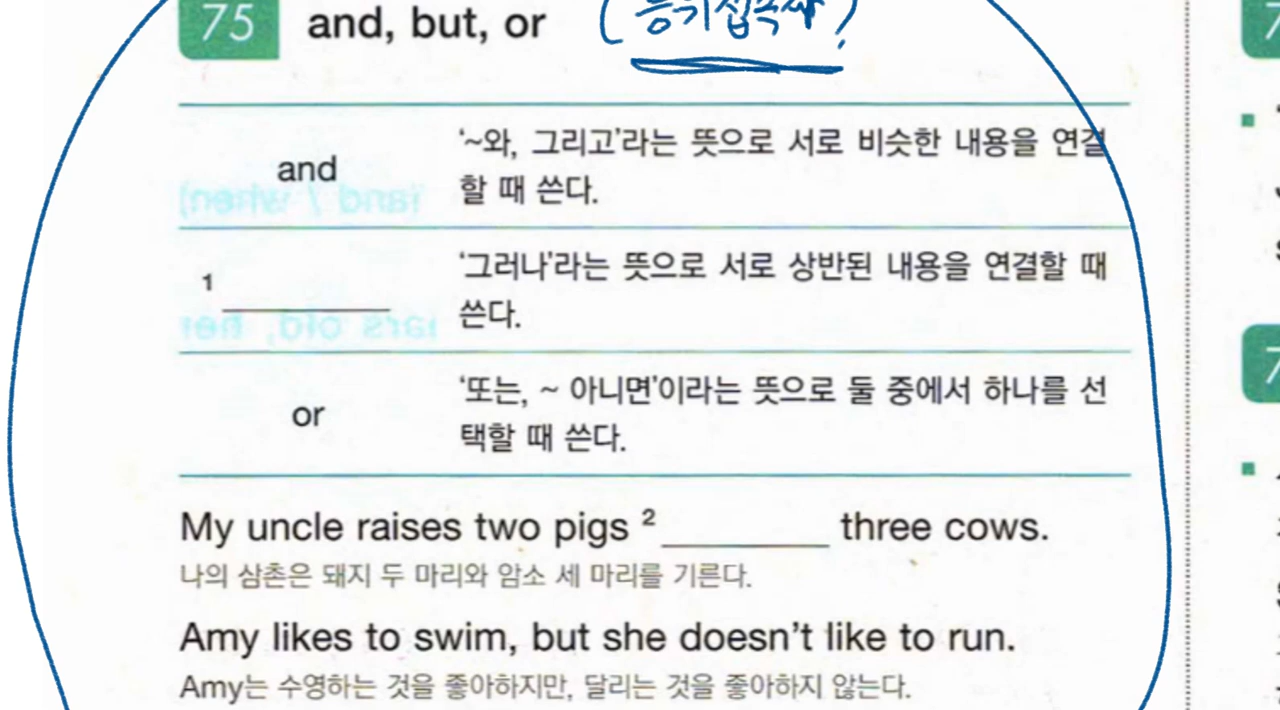 75 and, but, or (등위접속사)
and
'~와, 그리고'라는 뜻으로 서로 비슷한 내용을 연결
할 때 쓴다.
1 ________
'그러나'라는 뜻으로 서로 상반된 내용을 연결할 때
쓴다.
or
'또는, ~ 아니면'이라는 뜻으로 둘 중에서 하나를 선
택할 때 쓴다.
My uncle raises two pigs ² ________ three cows.
나의 삼촌은 돼지 두 마리와 암소 세 마리를 기른다.
Amy likes to swim, but she doesn't like to run.
Amy는 수영하는 것을 좋아하지만, 달리는 것을 좋아하지 않는다.